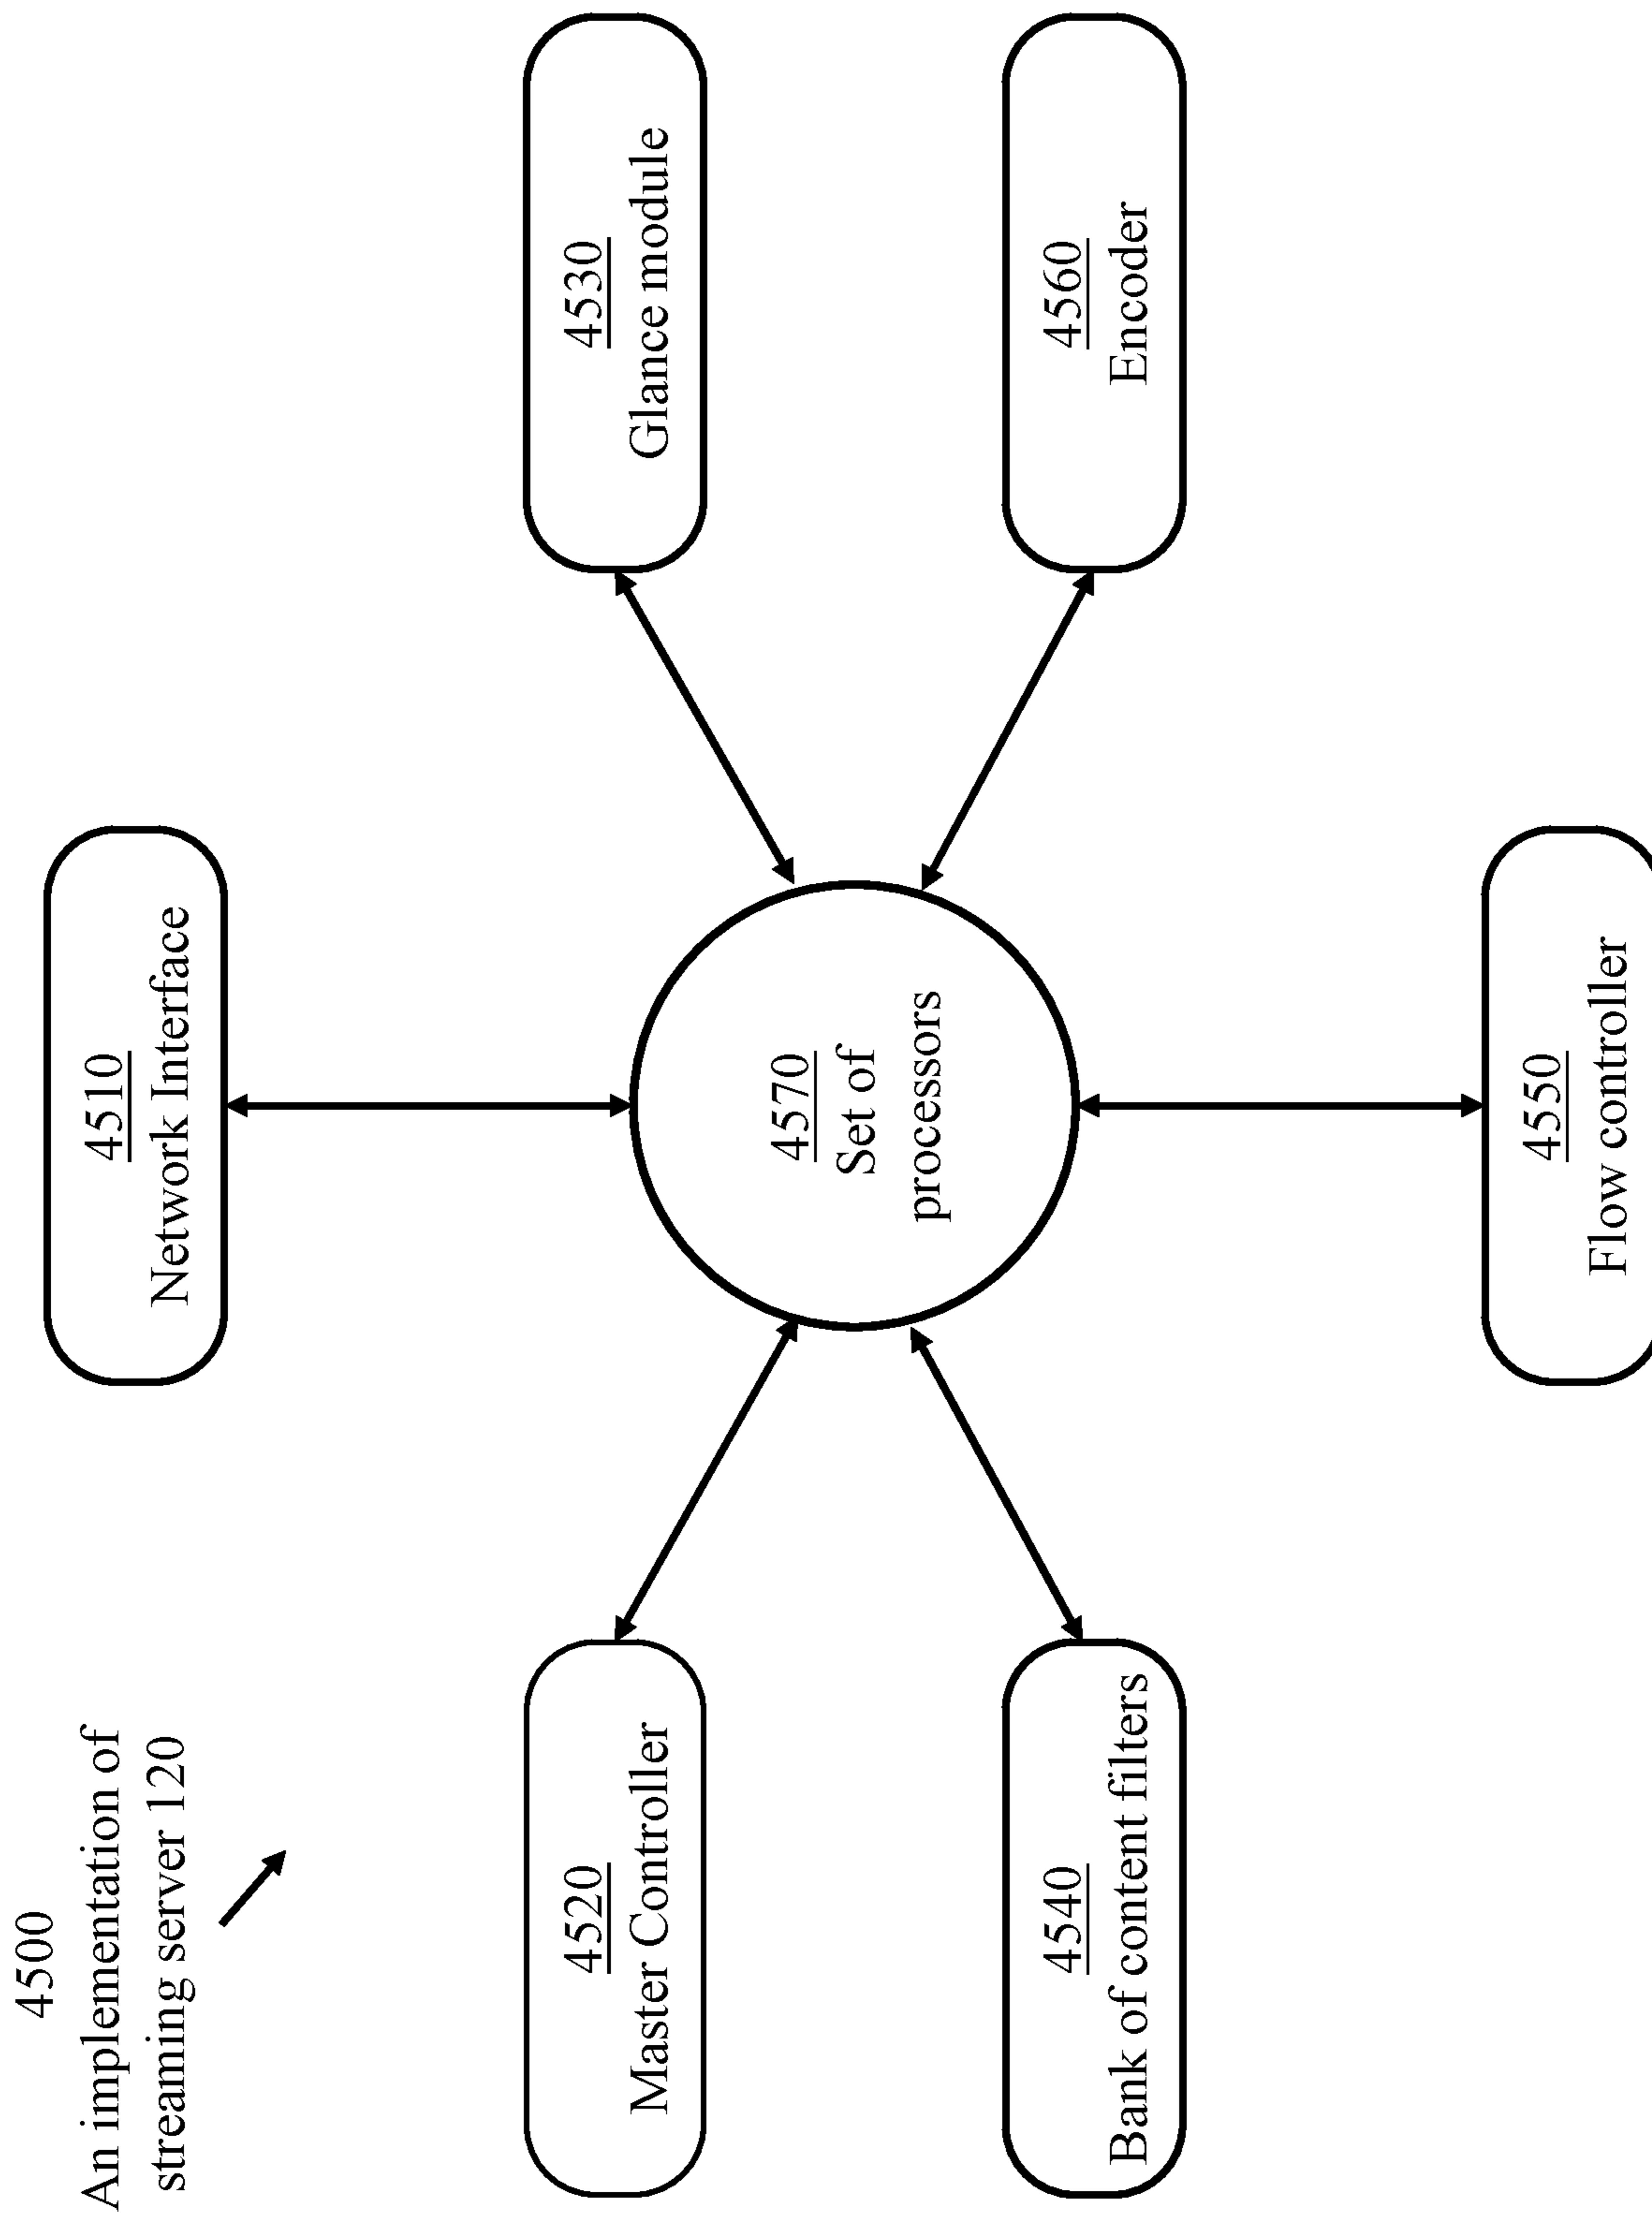 4500
An implementation of
streaming server 120
4510
Network Interface
4520
Master Controller
4530
Glance module
4570
Set of
processors
4540
Bank of content filters
4560
Encoder
4550
Flow controller